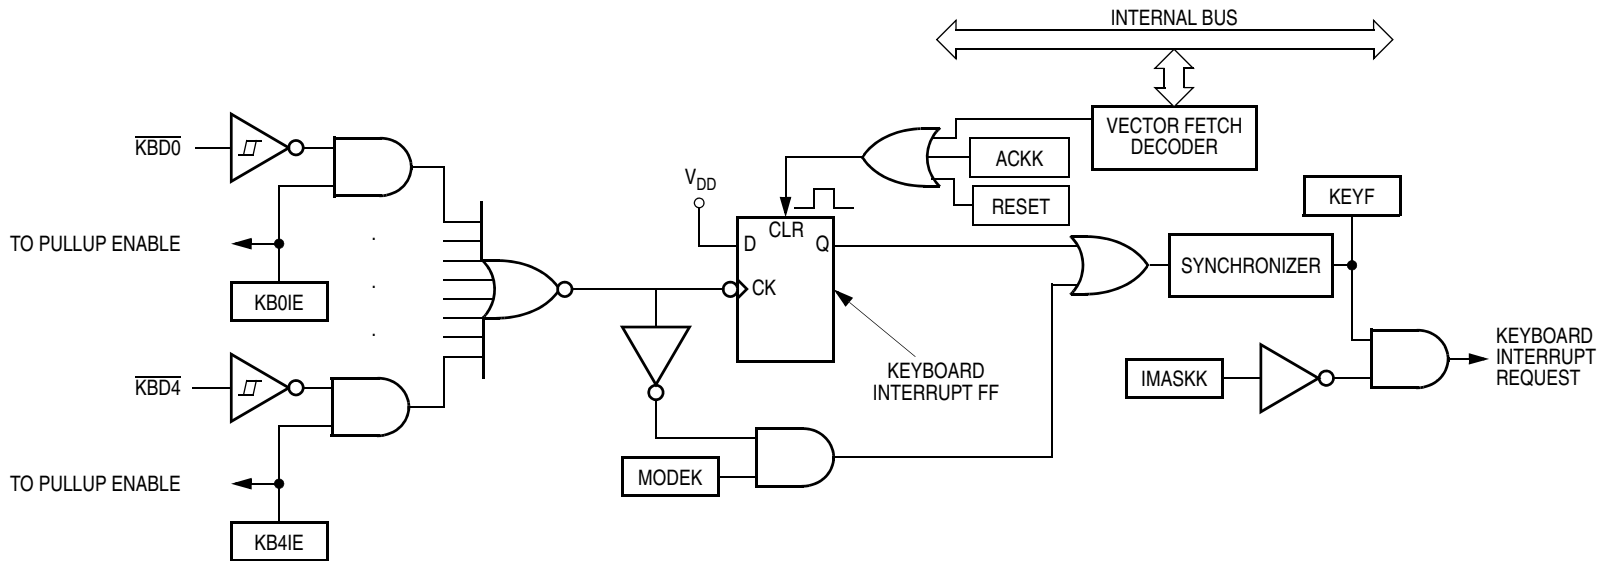 INTERNAL BUS
KBD0
VECTOR FETCH
DECODER
ACKK
VDD
KEYF
RESET
CLR
TO PULLUP ENABLE
D
Q
SYNCHRONIZER
CK
KB0IE
KEYBOARD
INTERRUPT
REQUEST
KEYBOARD
INTERRUPT FF
IMASKK
KBD4
MODEK
TO PULLUP ENABLE
KB4IE